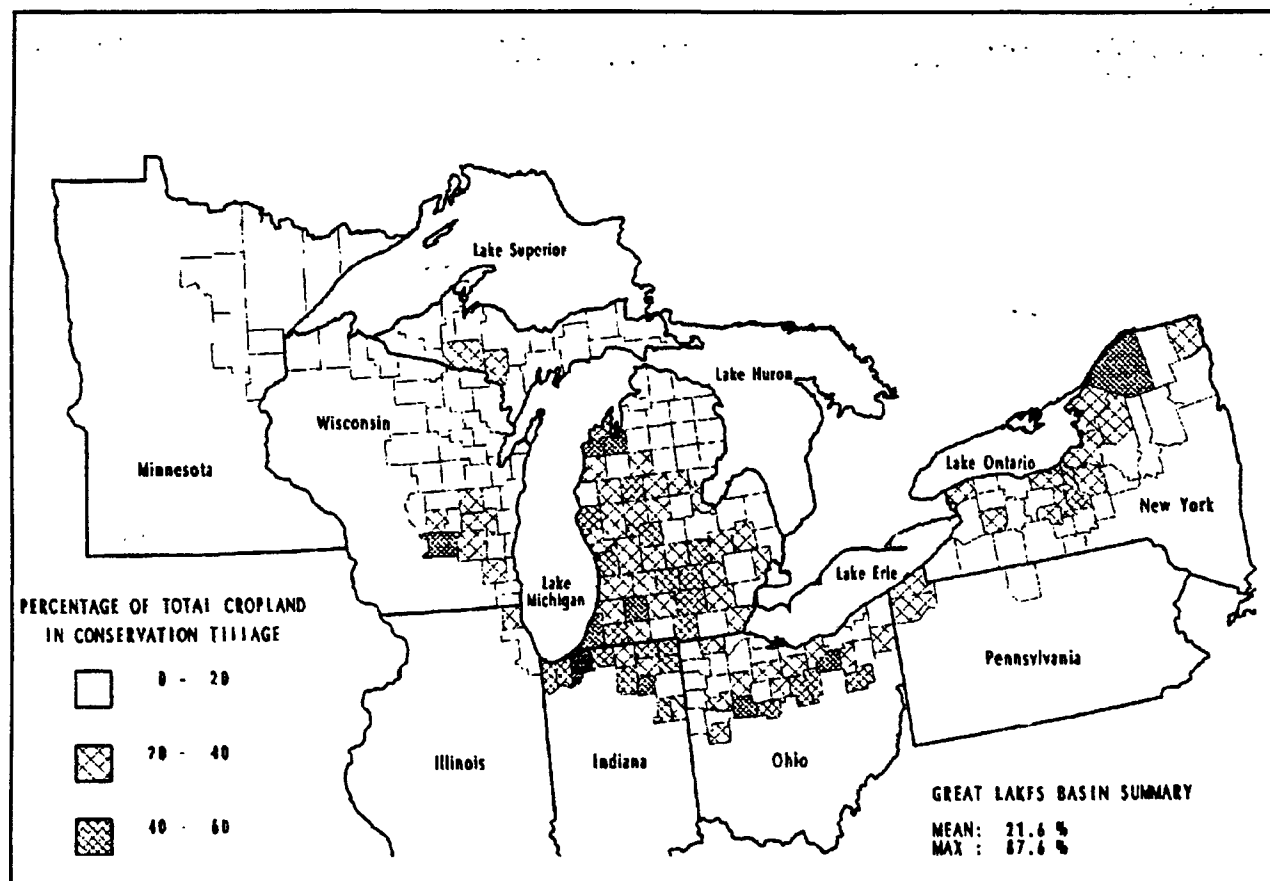 Lake Superior
Lake Huron
Wisconsin
Minnesota
Lake Ontario
New York
Lake Erie
Lake
Michigan
PERCENTAGE OF TOTAL CROPLAND
IN CONSERVATION TILLAGE
0 - 20
20 - 40
40 - 60
Pennsylvania
Illinois
Indiana
Ohio
GREAT LAKES BASIN SUMMARY
MEAN: 21.6 %
MAX :